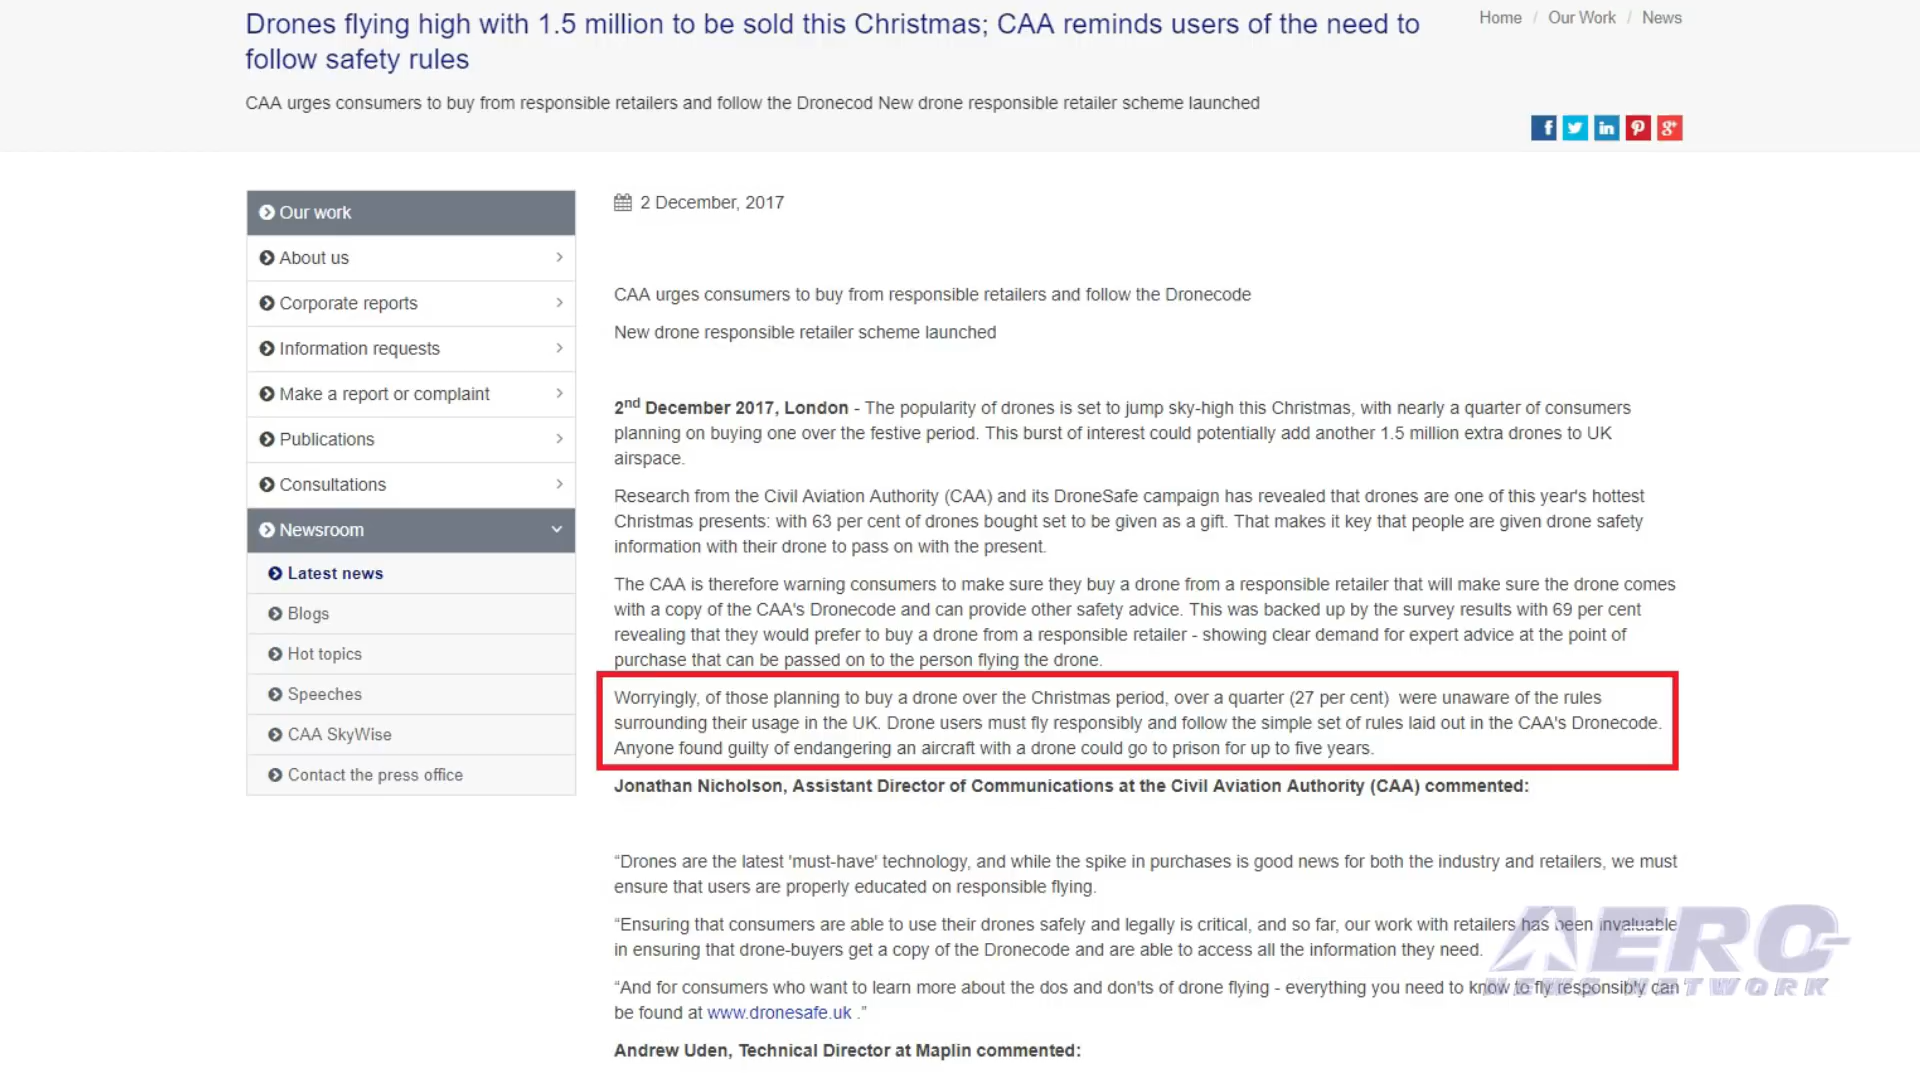 Drones flying high with 1.5 million to be sold this Christmas; CAA reminds users of the need to
follow safety rules
Home / Our Work / News
CAA urges consumers to buy from responsible retailers and follow the Dronecod New drone responsible retailer scheme launched
Our work
About us
Corporate reports
Information requests
Make a report or complaint
Publications
Consultations
Newsroom
Latest news
Blogs
Hot topics
Speeches
CAA SkyWise
Contact the press office
2 December, 2017
CAA urges consumers to buy from responsible retailers and follow the Dronecode
New drone responsible retailer scheme launched
2nd December 2017, London - The popularity of drones is set to jump sky-high this Christmas, with nearly a quarter of consumers
planning on buying one over the festive period. This burst of interest could potentially add another 1.5 million extra drones to UK
airspace.
Research from the Civil Aviation Authority (CAA) and its DroneSafe campaign has revealed that drones are one of this year's hottest
Christmas presents: with 63 per cent of drones bought set to be given as a gift. That makes it key that people are given drone safety
information with their drone to pass on with the present.
The CAA is therefore warning consumers to make sure they buy a drone from a responsible retailer that will make sure the drone comes
with a copy of the CAA's Dronecode and can provide other safety advice. This was backed up by the survey results with 69 per cent
revealing that they would prefer to buy a drone from a responsible retailer - showing clear demand for expert advice at the point of
purchase that can be passed on to the person flying the drone.
Worryingly, of those planning to buy a drone over the Christmas period, over a quarter (27 per cent) were unaware of the rules
surrounding their usage in the UK. Drone users must fly responsibly and follow the simple set of rules laid out in the CAA's Dronecode.
Anyone found guilty of endangering an aircraft with a drone could go to prison for up to five years.
Jonathan Nicholson, Assistant Director of Communications at the Civil Aviation Authority (CAA) commented:
“Drones are the latest 'must-have' technology, and while the spike in purchases is good news for both the industry and retailers, we must
ensure that users are properly educated on responsible flying.
“Ensuring that consumers are able to use their drones safely and legally is critical, and so far, our work with retailers has been invaluable
in ensuring that drone-buyers get a copy of the Dronecode and are able to access all the information they need.
“And for consumers who want to learn more about the dos and don'ts of drone flying - everything you need to know to fly responsibly can
be found at www.dronesafe.uk .”
Andrew Uden, Technical Director at Maplin commented:
AERO-
NEWS NETWORK